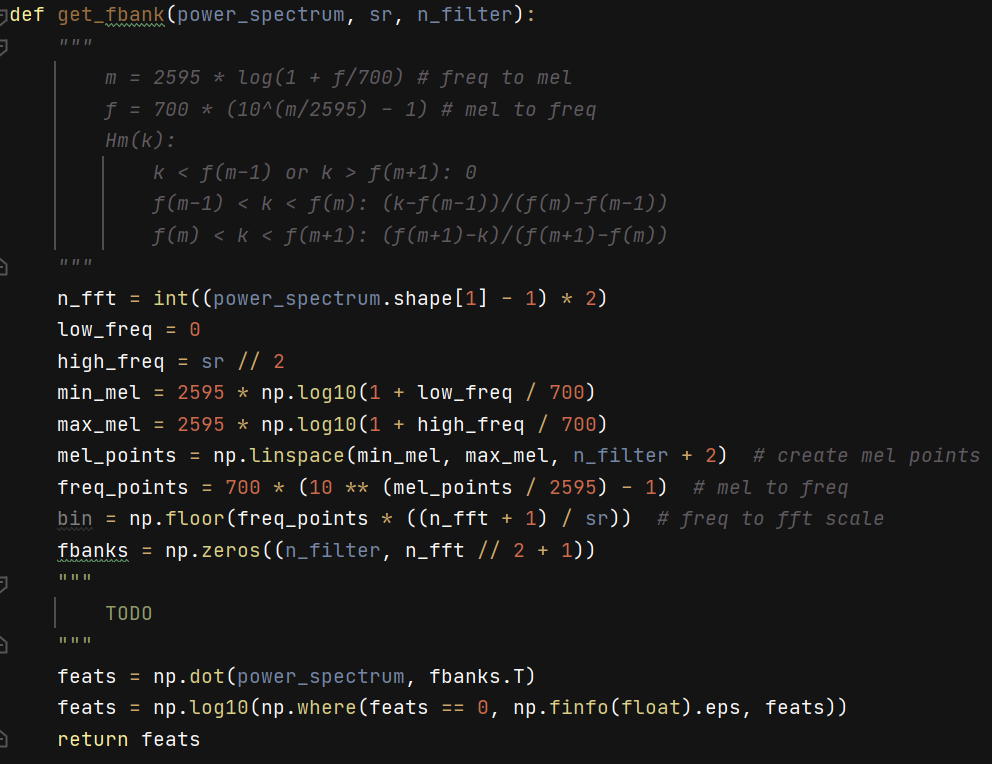 def get_fbank(power_spectrum, sr, n_filter):
    """
        m = 2595 * log(1 + f/700) # freq to mel
        f = 700 * (10^(m/2595) - 1) # mel to freq
        Hm(k):
            k < f(m-1) or k > f(m+1): 0
            f(m-1) < k < f(m): (k-f(m-1))/(f(m)-f(m-1))
            f(m) < k < f(m+1): (f(m+1)-k)/(f(m+1)-f(m))
    """
    n_fft = int((power_spectrum.shape[1] - 1) * 2)
    low_freq = 0
    high_freq = sr // 2
    min_mel = 2595 * np.log10(1 + low_freq / 700)
    max_mel = 2595 * np.log10(1 + high_freq / 700)
    mel_points = np.linspace(min_mel, max_mel, n_filter + 2)  # create mel points
    freq_points = 700 * (10 ** (mel_points / 2595) - 1)  # mel to freq
    bin = np.floor(freq_points * ((n_fft + 1) / sr))  # freq to fft scale
    fbanks = np.zeros((n_filter, n_fft // 2 + 1))
    """
        TODO
    """
    feats = np.dot(power_spectrum, fbanks.T)
    feats = np.log10(np.where(feats == 0, np.finfo(float).eps, feats))
    return feats